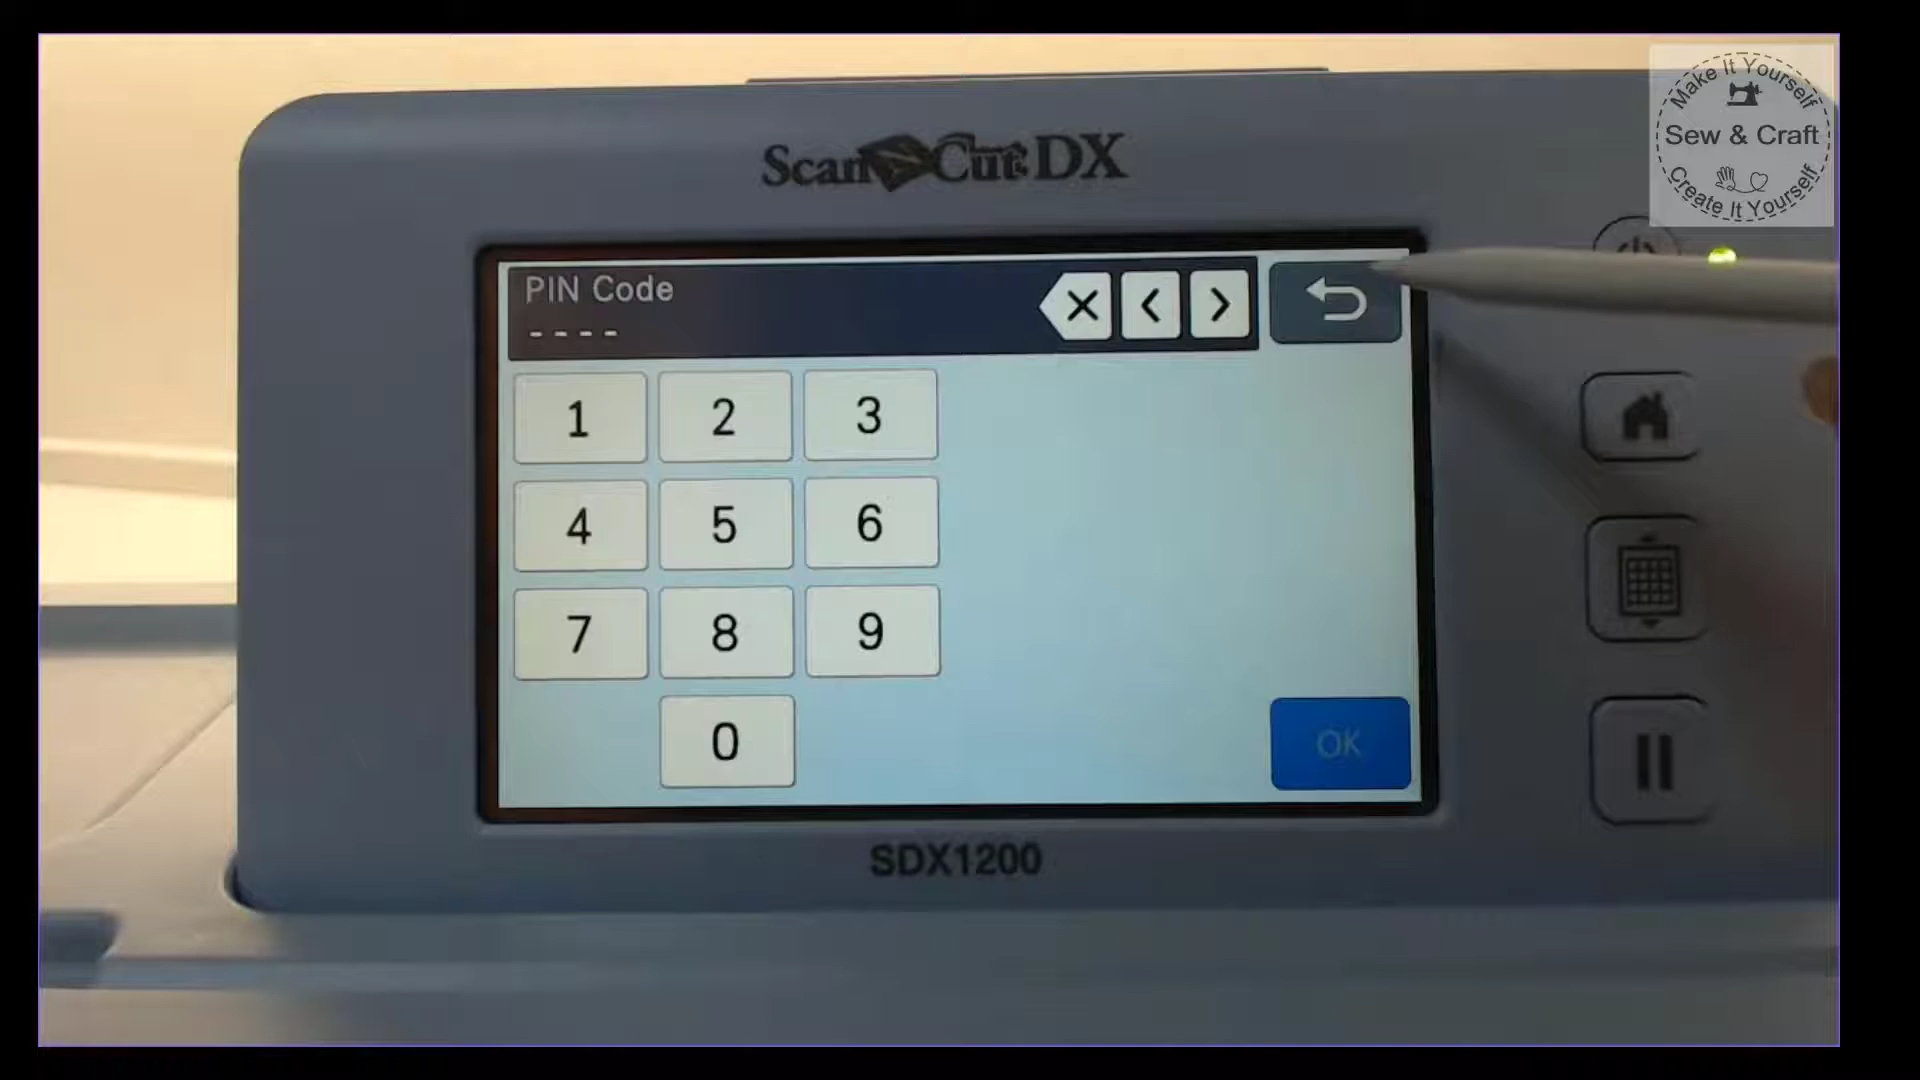 Make It Yourself
Sew & Craft
Create It Yourself
ScanNCut DX
PIN Code
- - - -
1 2 3
4 5 6
7 8 9
0
OK
SDX1200